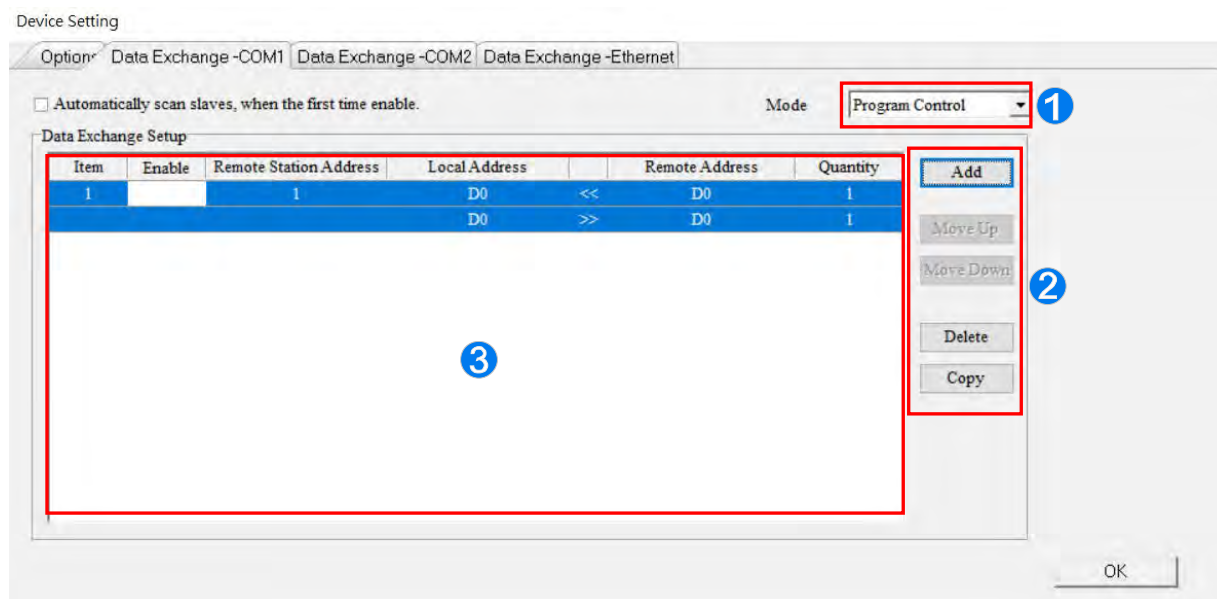 Device Setting
Option Data Exchange -COM1 Data Exchange -COM2 Data Exchange -Ethernet
Automatically scan slaves, when the first time enable. Mode Program Control 1
Data Exchange Setup
Item Enable Remote Station Address Local Address Remote Address Quantity Add
1 1 D0 << D0 1
D0 >> D0 1
Move Up
Move Down
2
Delete
3
Copy
OK